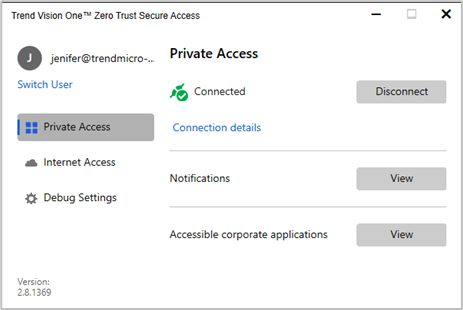 Trend Vision One™ Zero Trust Secure Access
J
jenifer@trendmicro-...
Switch User
Private Access
Internet Access
Debug Settings
Version:
2.8.1369
Private Access
Connected
Disconnect
Connection details
Notifications
View
Accessible corporate applications
View